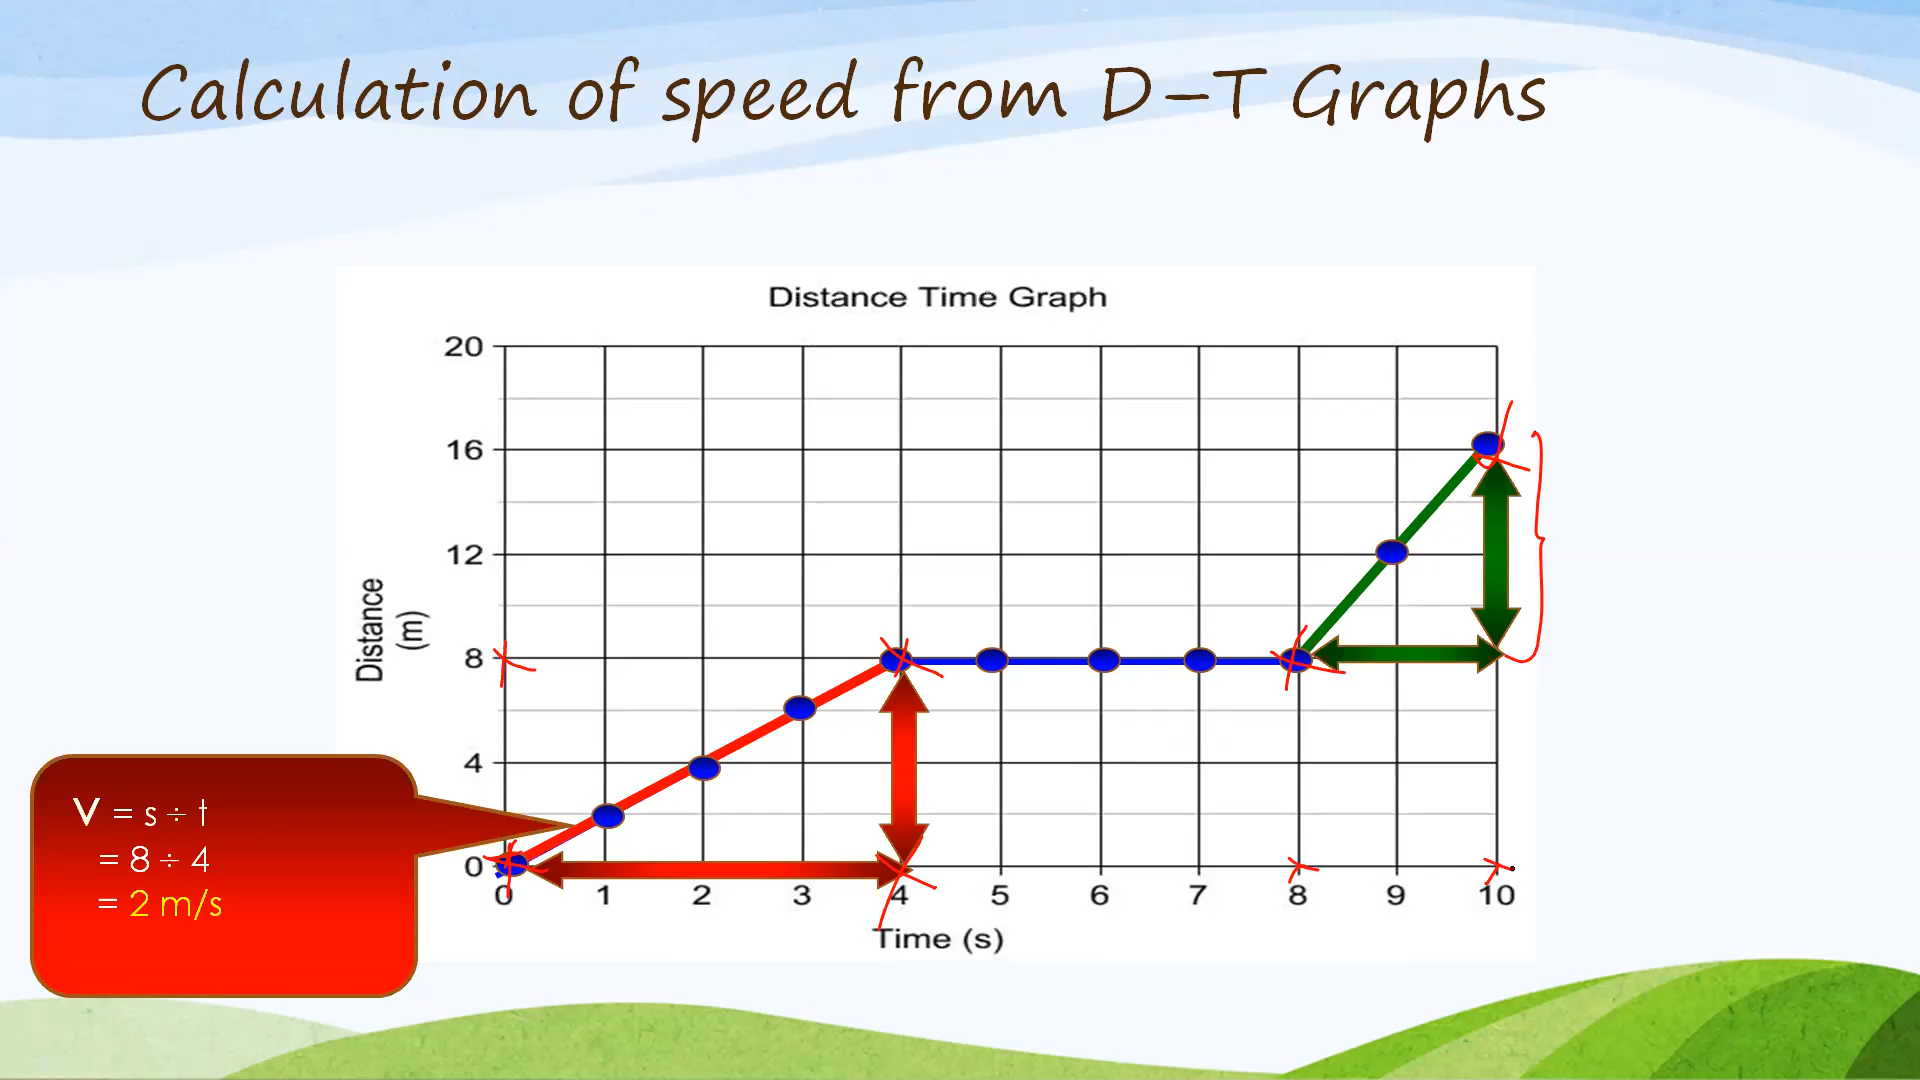 Calculation of speed from D–T Graphs
Distance Time Graph
20
16
12
8
4
0
Distance
(m)
0 1 2 3 4 5 6 7 8 9 10
Time (s)
V = s ÷ t
= 8 ÷ 4
= 2 m/s